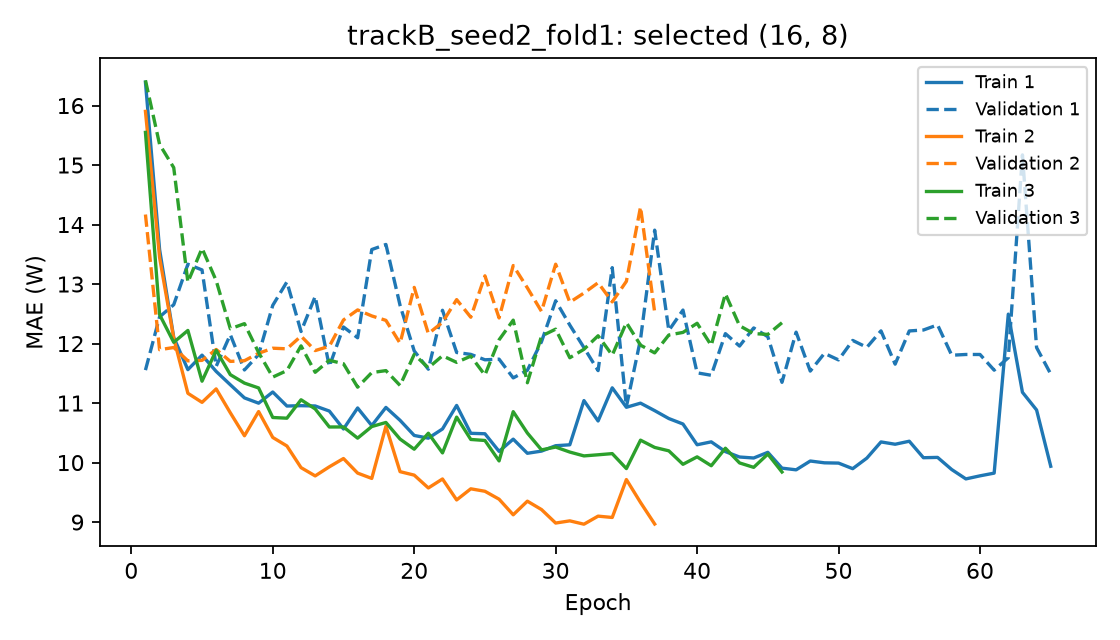 trackB_seed2_fold1: selected (16, 8)
Train 1
Validation 1
Train 2
Validation 2
Train 3
Validation 3
MAE (W)
16
15
14
13
12
11
10
9
0 10 20 30 40 50 60
Epoch